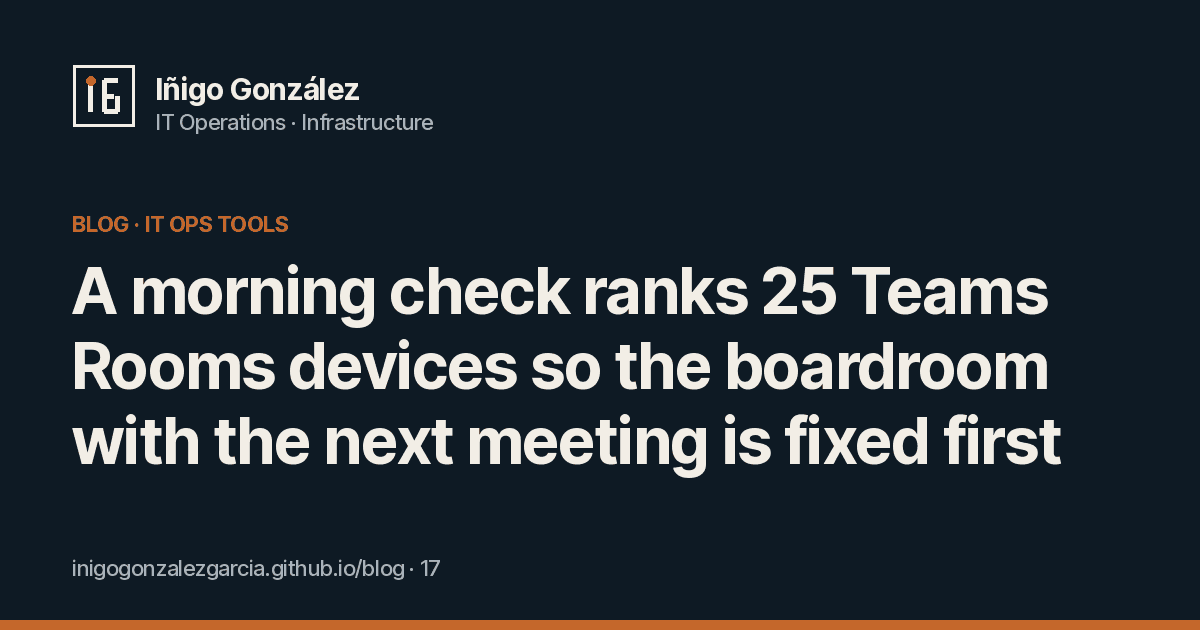 iG
Iñigo González
IT Operations · Infrastructure
BLOG · IT OPS TOOLS
A morning check ranks 25 Teams
Rooms devices so the boardroom
with the next meeting is fixed first
inigogonzalezgarcia.github.io/blog · 17